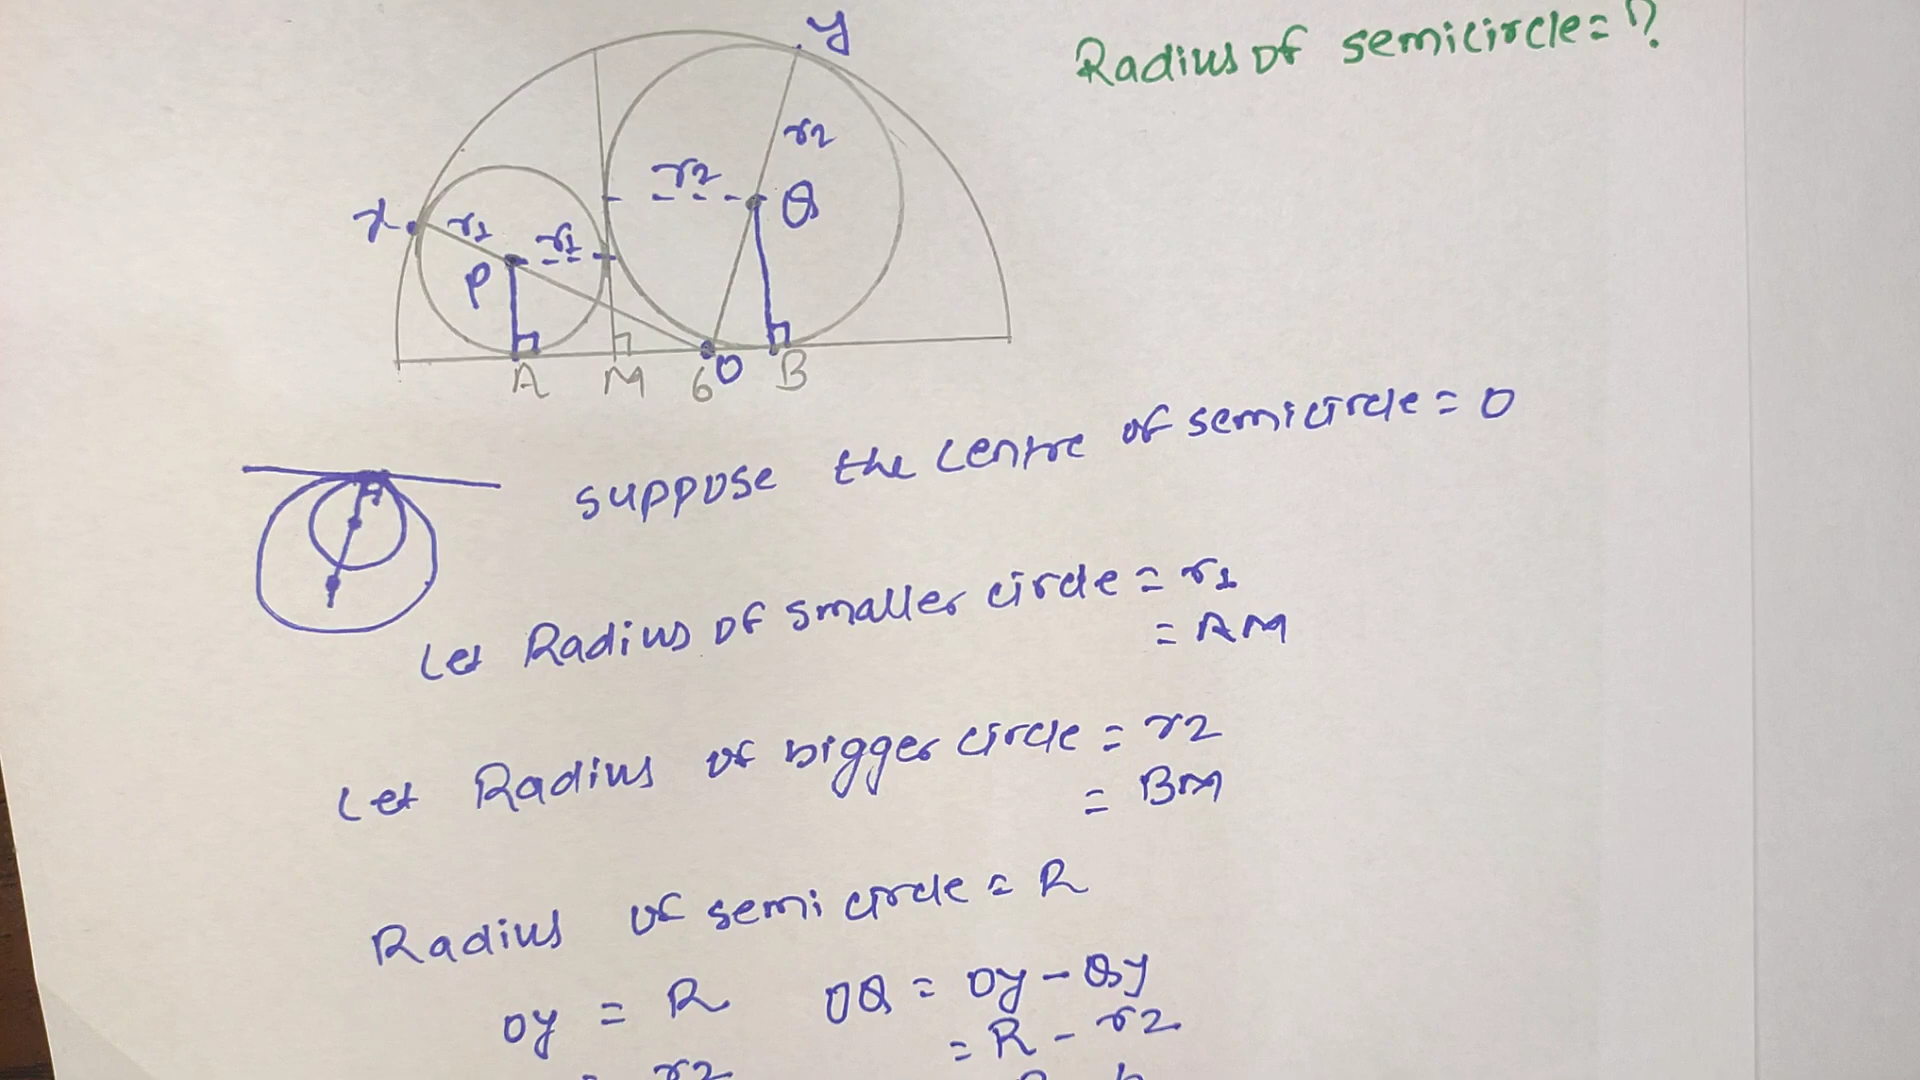 Radius of semicircle = ?
y
r2
r2
Q
x
r1
r1
P
A M 6 O B
suppose the centre of semicircle = O
Let Radius of smaller circle = r1
= AM
Let Radius of bigger circle = r2
= BM
Radius of semi circle = R
OY = R OQ = OY - QY
= R - r2
r2